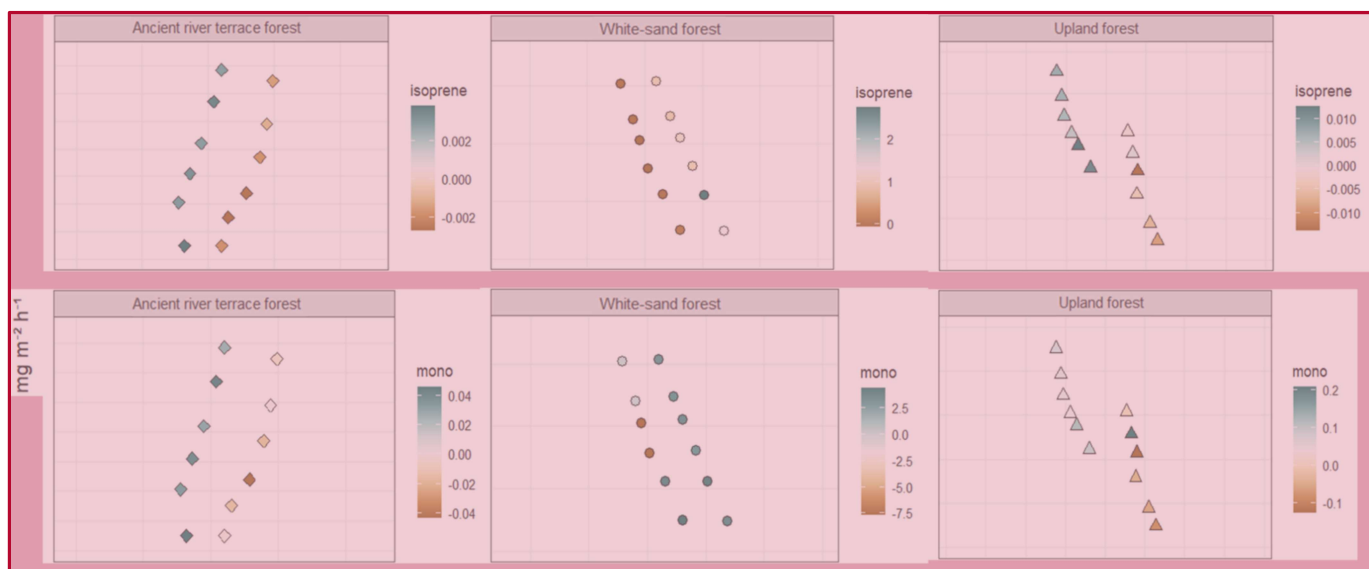 Ancient river terrace forest
White-sand forest
Upland forest
isoprene
0.002
0.000
-0.002
isoprene
2
1
0
isoprene
0.010
0.005
0.000
-0.005
-0.010
mg m⁻² h⁻¹
Ancient river terrace forest
White-sand forest
Upland forest
mono
0.04
0.02
0.00
-0.02
-0.04
mono
2.5
0.0
-2.5
-5.0
-7.5
mono
0.2
0.1
0.0
-0.1